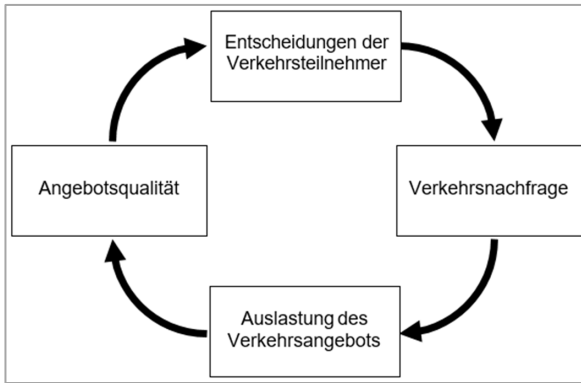 Entscheidungen der
Verkehrsteilnehmer
Angebotsqualität
Verkehrsnachfrage
Auslastung des
Verkehrsangebots